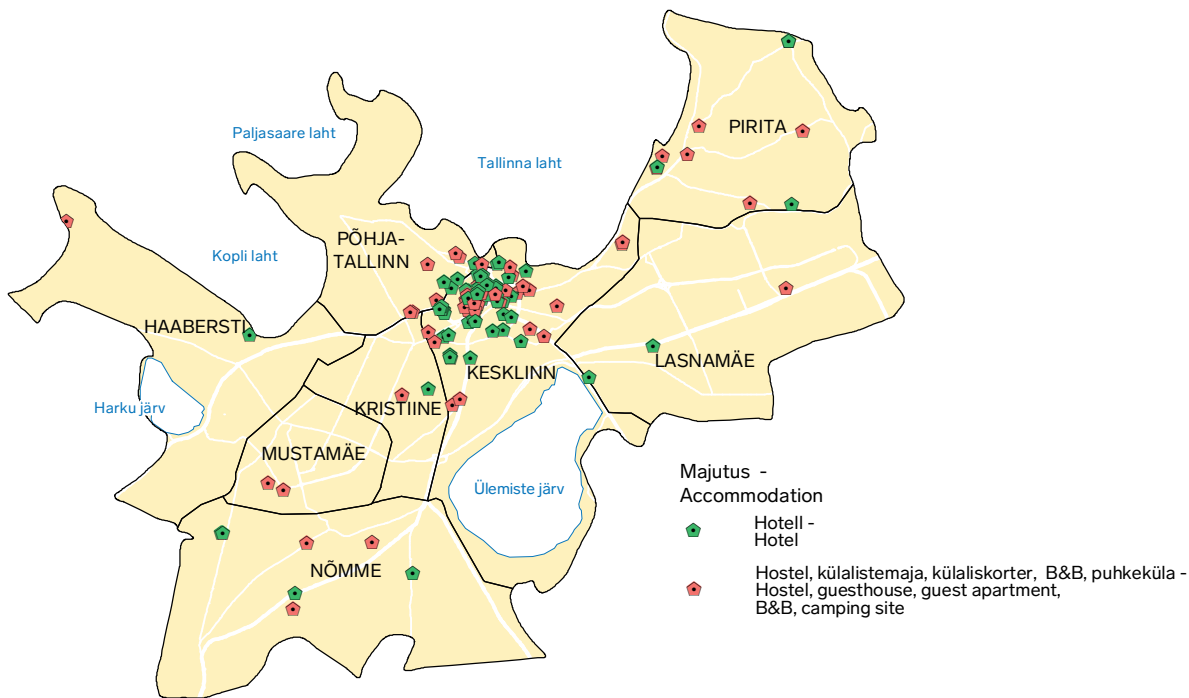 Paljasaare laht
PIRITA
Tallinna laht
PÕHJA-
TALLINN
Kopli laht
HAABERSTI
LASNAMÄE
KESKLINN
Harku järv
KRISTIINE
MUSTAMÄE
Ülemiste järv
NÕMME
Majutus -
Accommodation
Hotell -
Hotel
Hostel, külalistemaja, külaliskorter, B&B, puhkeküla -
Hostel, guesthouse, guest apartment,
B&B, camping site